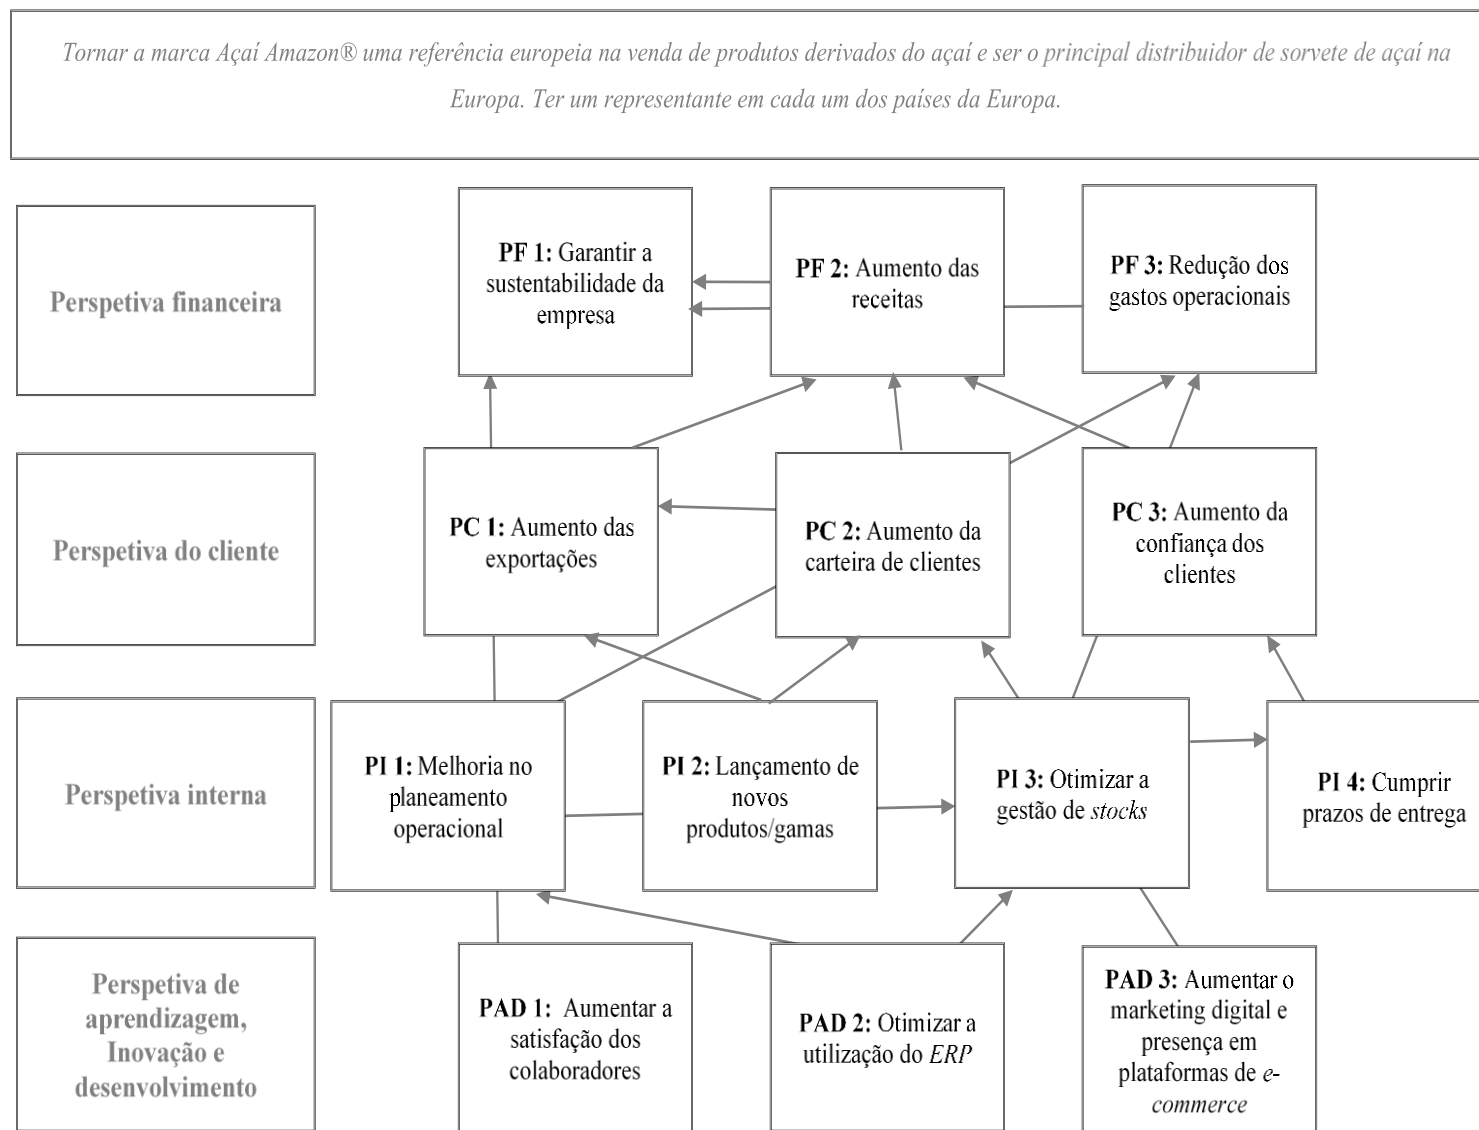 Tornar a marca Açaí Amazon® uma referência europeia na venda de produtos derivados do açaí e ser o principal distribuidor de sorvete de açaí na
Europa. Ter um representante em cada um dos países da Europa.
Perspetiva financeira
PF 1: Garantir a
sustentabilidade da
empresa
PF 2: Aumento das
receitas
PF 3: Redução dos
gastos operacionais
Perspetiva do cliente
PC 1: Aumento das
exportações
PC 2: Aumento da
carteira de clientes
PC 3: Aumento da
confiança dos
clientes
Perspetiva interna
PI 1: Melhoria no
planeamento
operacional
PI 2: Lançamento de
novos
produtos/gamas
PI 3: Otimizar a
gestão de stocks
PI 4: Cumprir
prazos de entrega
Perspetiva de
aprendizagem,
Inovação e
desenvolvimento
PAD 1: Aumentar a
satisfação dos
colaboradores
PAD 2: Otimizar a
utilização do ERP
PAD 3: Aumentar o
marketing digital e
presença em
plataformas de e-
commerce